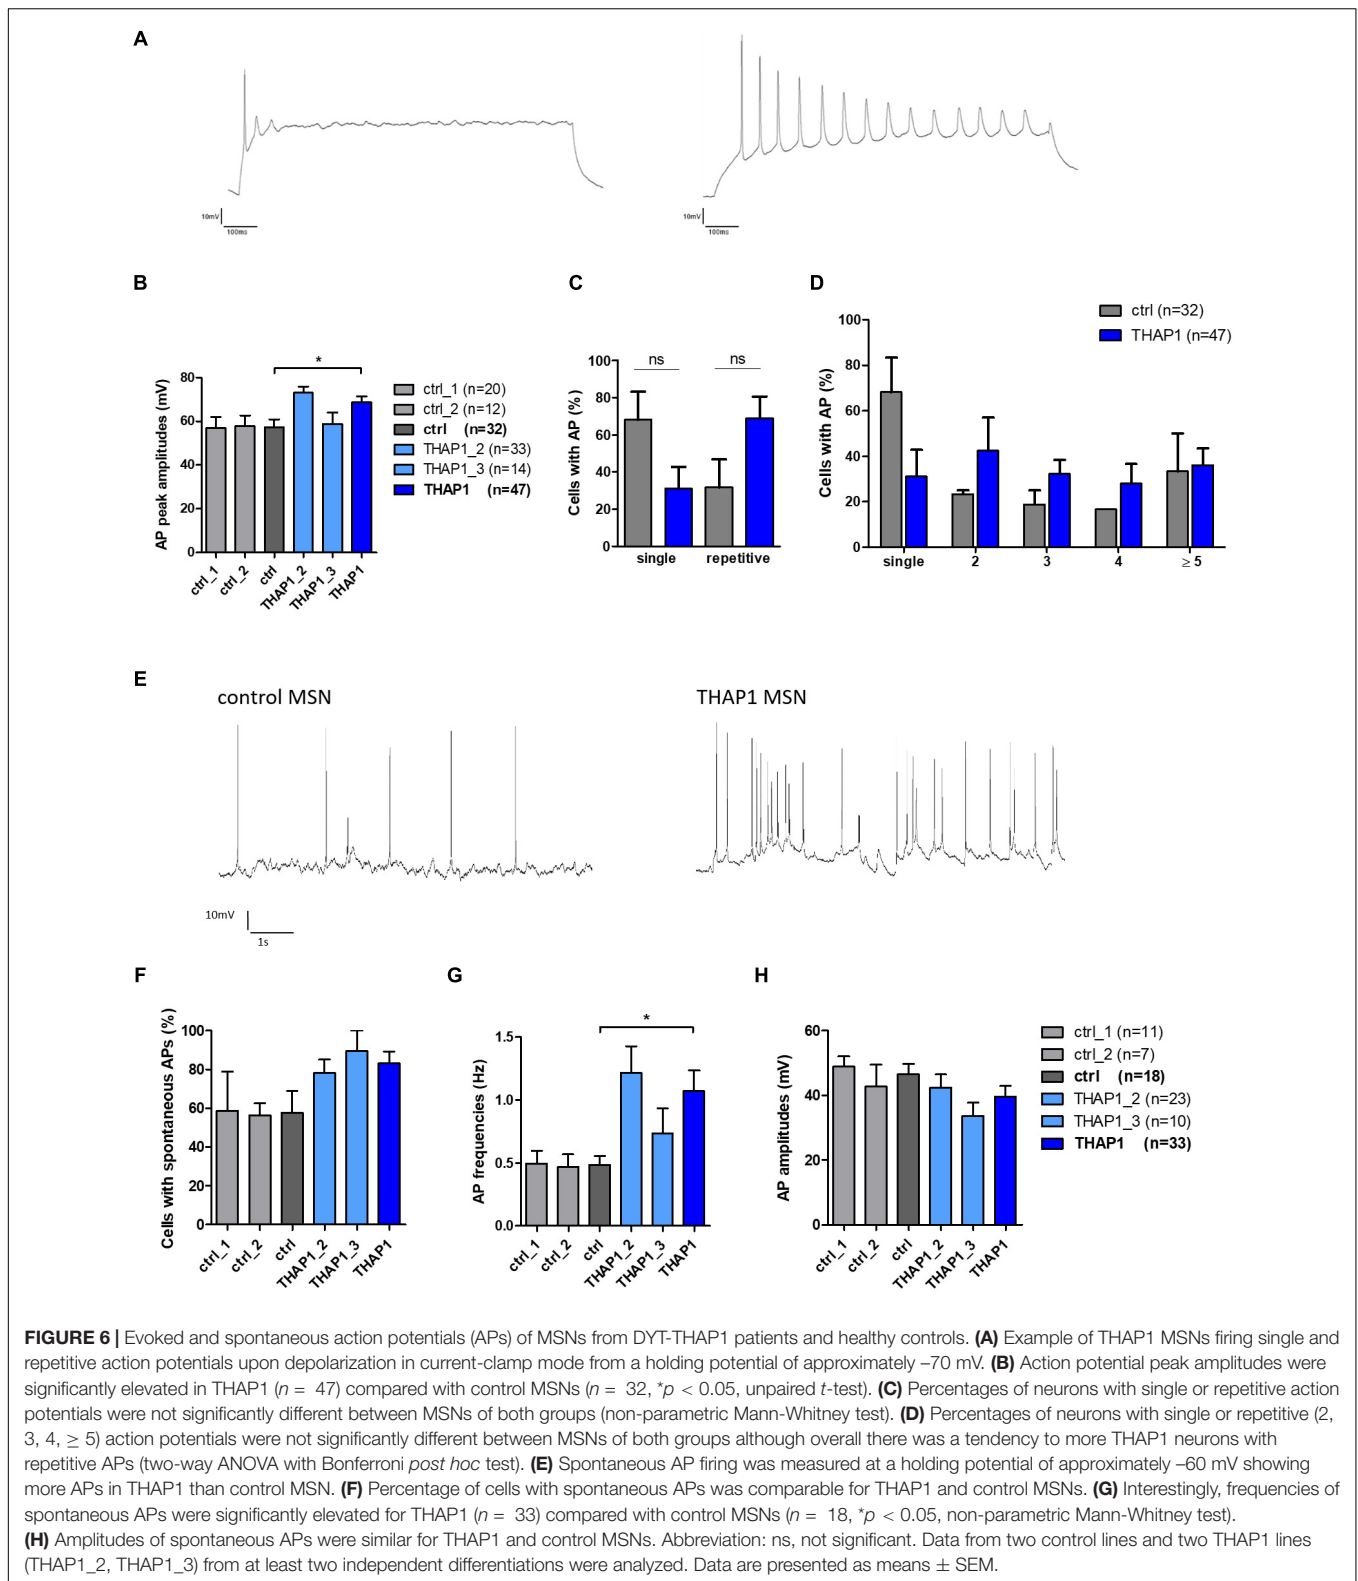 A
10mV
100ms
10mV
100ms
B
AP peak amplitudes (mV)
80
60
40
20
0
ctrl_1
ctrl_2
ctrl
THAP1_2
THAP1_3
THAP1
*
ctrl_1 (n=20)
ctrl_2 (n=12)
ctrl (n=32)
THAP1_2 (n=33)
THAP1_3 (n=14)
THAP1 (n=47)
C
Cells with AP (%)
100
80
60
40
20
0
ns
ns
single
repetitive
D
Cells with AP (%)
100
80
60
40
20
0
single
2
3
4
≥ 5
ctrl (n=32)
THAP1 (n=47)
E
control MSN
THAP1 MSN
10mV
1s
F
Cells with spontaneous APs (%)
100
80
60
40
20
0
ctrl_1
ctrl_2
ctrl
THAP1_2
THAP1_3
THAP1
G
AP frequencies (Hz)
1.5
1.0
0.5
0.0
*
ctrl_1
ctrl_2
ctrl
THAP1_2
THAP1_3
THAP1
H
AP amplitudes (mV)
60
40
20
0
ctrl_1
ctrl_2
ctrl
THAP1_2
THAP1_3
THAP1
ctrl_1 (n=11)
ctrl_2 (n=7)
ctrl (n=18)
THAP1_2 (n=23)
THAP1_3 (n=10)
THAP1 (n=33)
FIGURE 6 | Evoked and spontaneous action potentials (APs) of MSNs from DYT-THAP1 patients and healthy controls. (A) Example of THAP1 MSNs firing single and
repetitive action potentials upon depolarization in current-clamp mode from a holding potential of approximately –70 mV. (B) Action potential peak amplitudes were
significantly elevated in THAP1 (n = 47) compared with control MSNs (n = 32, *p < 0.05, unpaired t-test). (C) Percentages of neurons with single or repetitive action
potentials were not significantly different between MSNs of both groups (non-parametric Mann-Whitney test). (D) Percentages of neurons with single or repetitive (2,
3, 4, ≥ 5) action potentials were not significantly different between MSNs of both groups although overall there was a tendency to more THAP1 neurons with
repetitive APs (two-way ANOVA with Bonferroni post hoc test). (E) Spontaneous AP firing was measured at a holding potential of approximately –60 mV showing
more APs in THAP1 than control MSN. (F) Percentage of cells with spontaneous APs was comparable for THAP1 and control MSNs. (G) Interestingly, frequencies of
spontaneous APs were significantly elevated for THAP1 (n = 33) compared with control MSNs (n = 18, *p < 0.05, non-parametric Mann-Whitney test).
(H) Amplitudes of spontaneous APs were similar for THAP1 and control MSNs. Abbreviation: ns, not significant. Data from two control lines and two THAP1 lines
(THAP1_2, THAP1_3) from at least two independent differentiations were analyzed. Data are presented as means ± SEM.